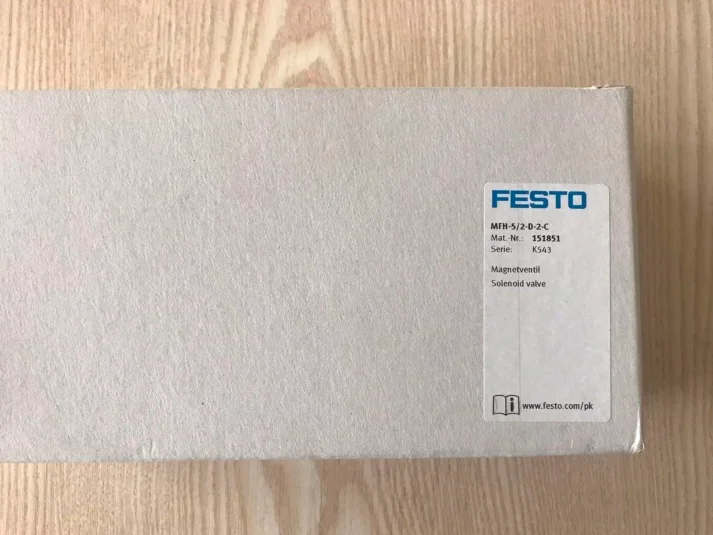 FESTO
MFH-5/2-D-2-C
Mat.-Nr.: 151851
Serie: K543
Magnetventil
Solenoid valve
www.festo.com/pk